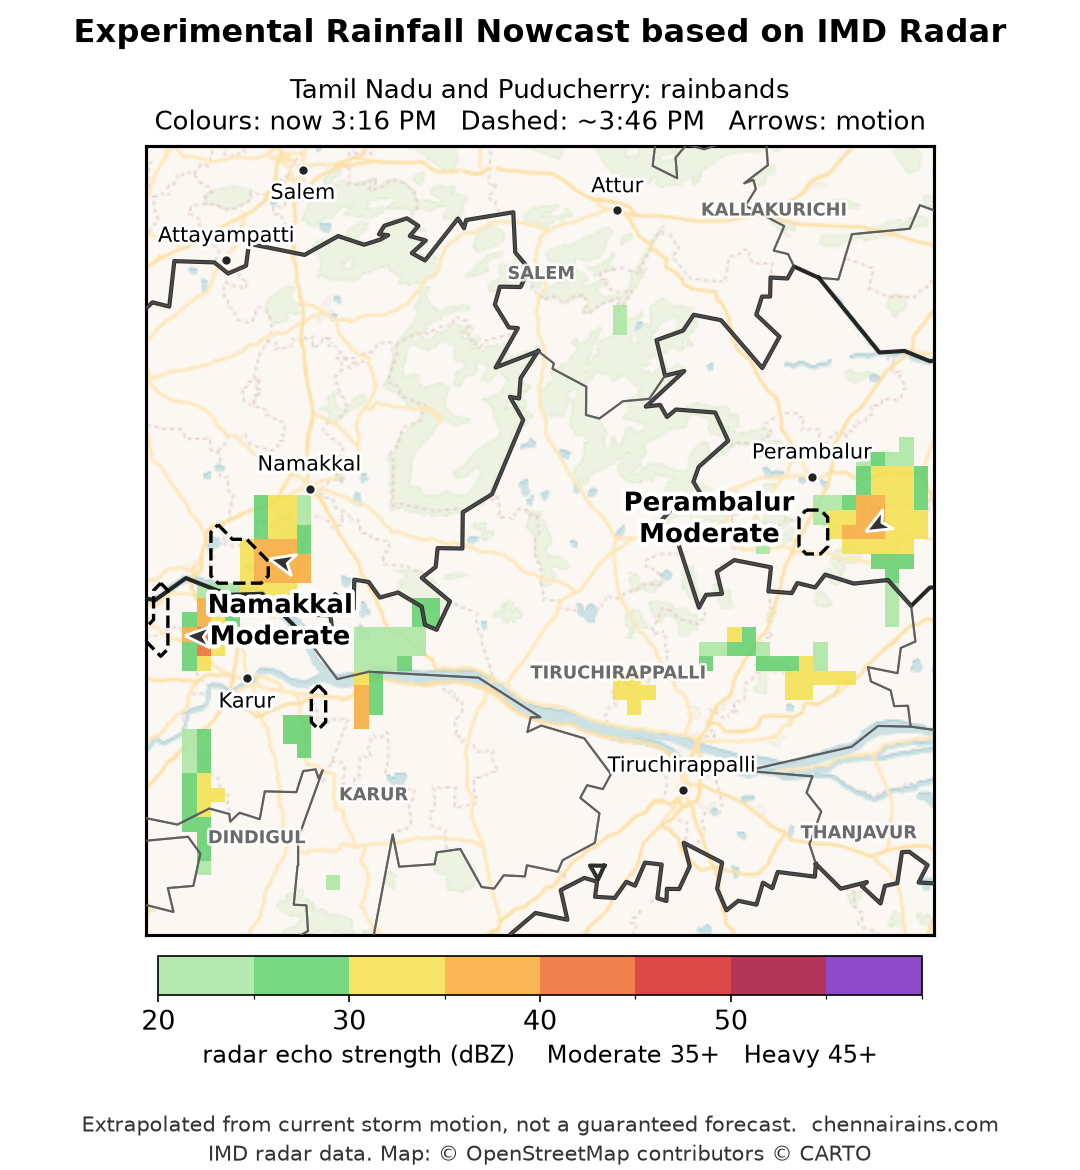 Experimental Rainfall Nowcast based on IMD Radar
Tamil Nadu and Puducherry: rainbands
Colours: now 3:16 PM   Dashed: ~3:46 PM   Arrows: motion
Salem
Attur
KALLAKURICHI
Attayampatti
SALEM
Perambalur
Namakkal
Perambalur
Moderate
Namakkal
Moderate
TIRUCHIRAPPALLI
Karur
Tiruchirappalli
KARUR
DINDIGUL
THANJAVUR
20 30 40 50
radar echo strength (dBZ)   Moderate 35+   Heavy 45+
Extrapolated from current storm motion, not a guaranteed forecast.  chennairains.com
IMD radar data. Map: © OpenStreetMap contributors © CARTO